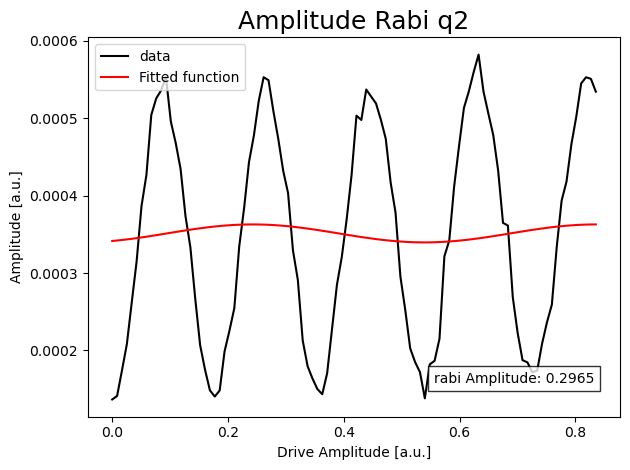 Amplitude Rabi q2
data
Fitted function
0.0006
0.0005
0.0004
0.0003
0.0002
Amplitude [a.u.]
rabi Amplitude: 0.2965
0.0
0.2
0.4
0.6
0.8
Drive Amplitude [a.u.]